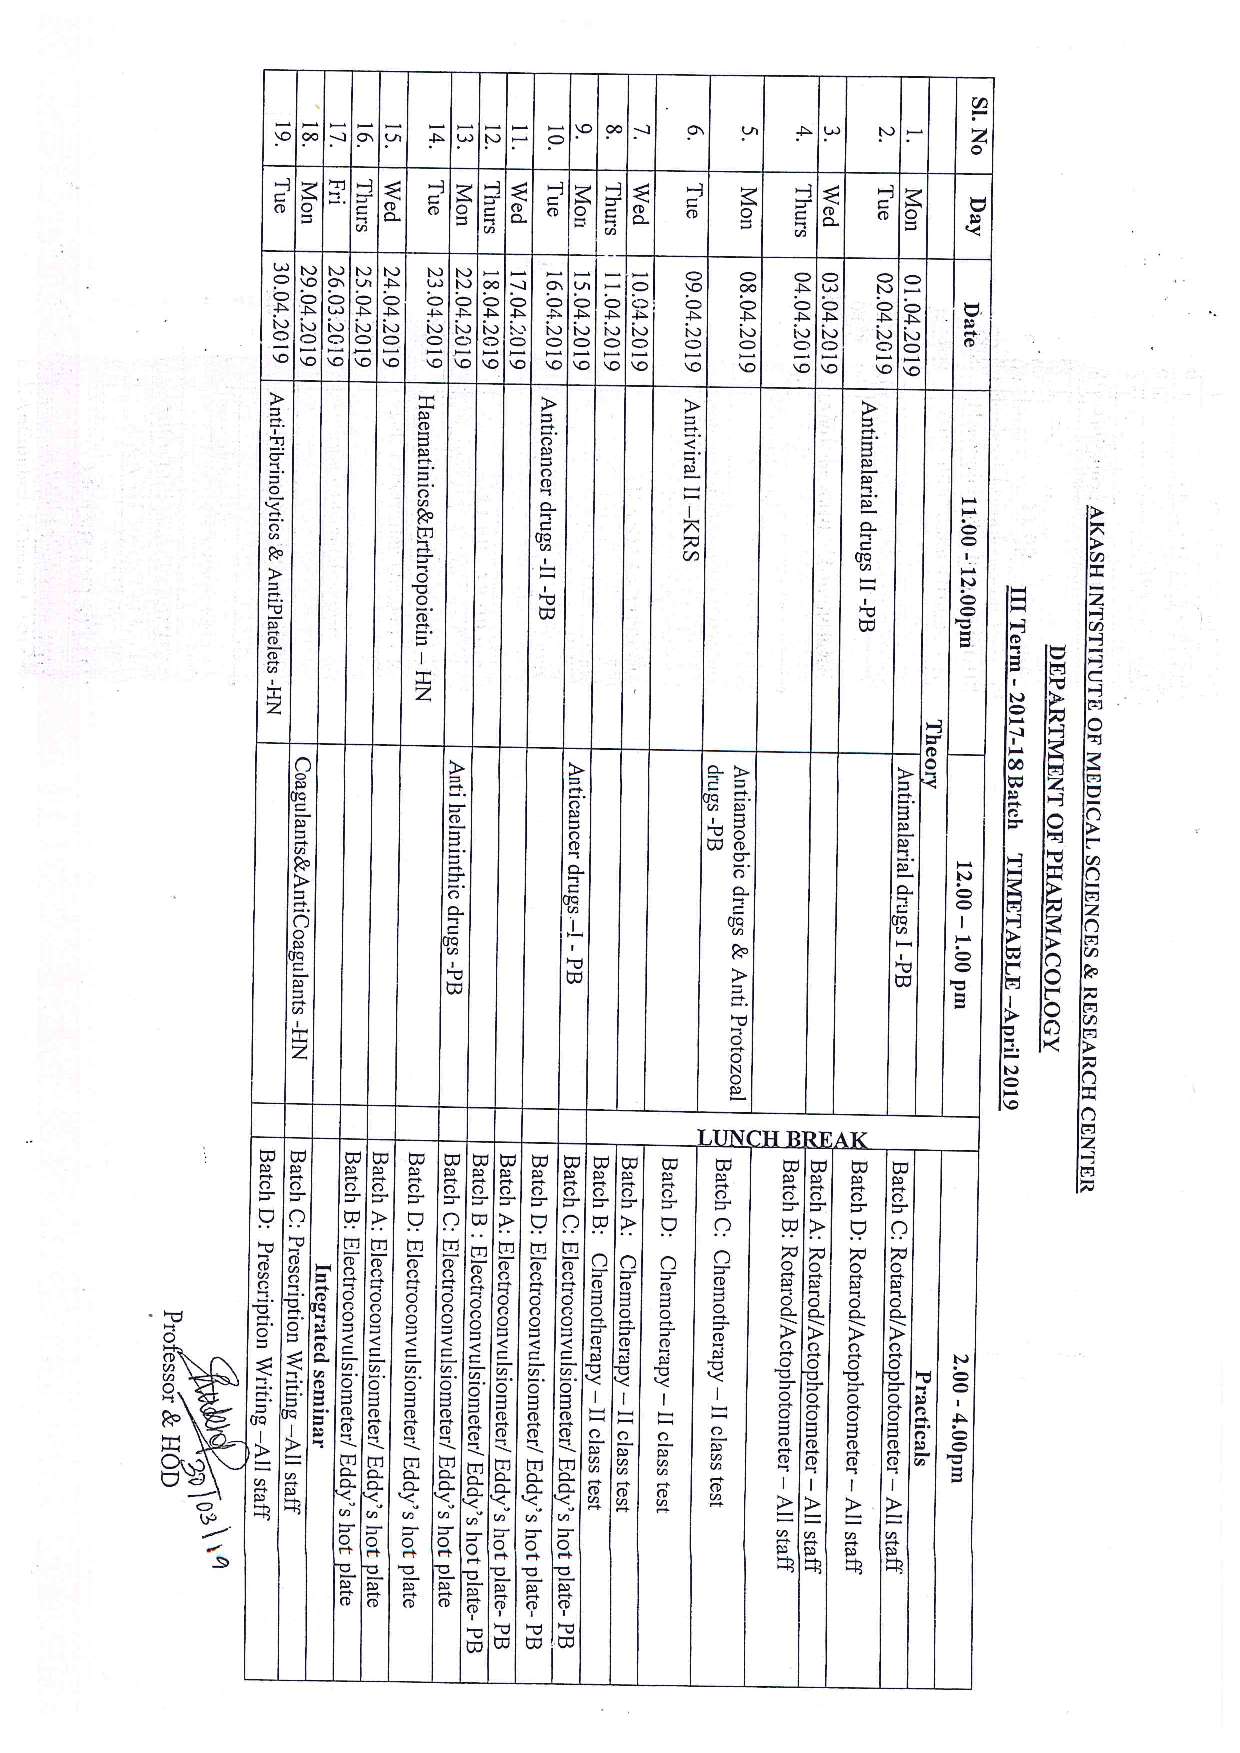 AKASH INTSTITUTE OF MEDICAL SCIENCES & RESEARCH CENTER
DEPARTMENT OF PHARMACOLOGY
III Term - 2017-18 Batch TIMETABLE –April 2019
Sl. No Day Date 11.00 - 12.00pm 12.00 – 1.00 pm 2.00 - 4.00pm
Theory Practicals
LUNCH BREAK
1. Mon 01.04.2019 Antimalarial drugs I -PB Batch C: Rotarod/Actophotometer – All staff
2. Tue 02.04.2019 Antimalarial drugs II -PB Batch D: Rotarod/Actophotometer – All staff
3. Wed 03.04.2019 Batch A: Rotarod/Actophotometer – All staff
4. Thurs 04.04.2019 Batch B: Rotarod/Actophotometer – All staff
5. Mon 08.04.2019 Antiamoebic drugs & Anti Protozoal Batch C: Chemotherapy – II class test
drugs -PB
6. Tue 09.04.2019 Antiviral II –KRS Batch D: Chemotherapy – II class test
7. Wed 10.04.2019 Batch A: Chemotherapy – II class test
8. Thurs 11.04.2019 Batch B: Chemotherapy – II class test
9. Mon 15.04.2019 Anticancer drugs –I - PB Batch C: Electroconvulsiometer/ Eddy's hot plate- PB
10. Tue 16.04.2019 Anticancer drugs -II -PB Batch D: Electroconvulsiometer/ Eddy's hot plate- PB
11. Wed 17.04.2019 Batch A: Electroconvulsiometer/ Eddy's hot plate- PB
12. Thurs 18.04.2019 Batch B : Electroconvulsiometer/ Eddy's hot plate- PB
13. Mon 22.04.2019 Anti helminthic drugs -PB Batch C: Electroconvulsiometer/ Eddy's hot plate
14. Tue 23.04.2019 Haematinics&Erthropoietin – HN Batch D: Electroconvulsiometer/ Eddy's hot plate
15. Wed 24.04.2019 Batch A: Electroconvulsiometer/ Eddy's hot plate
16. Thurs 25.04.2019 Batch B: Electroconvulsiometer/ Eddy's hot plate
17. Fri 26.03.2019 Integrated seminar
18. Mon 29.04.2019 Coagulants&AntiCoagulants -HN Batch C: Prescription Writing –All staff
19. Tue 30.04.2019 Anti-Fibrinolytics & AntiPlatelets -HN Batch D: Prescription Writing –All staff
30/03/19
Professor & HOD